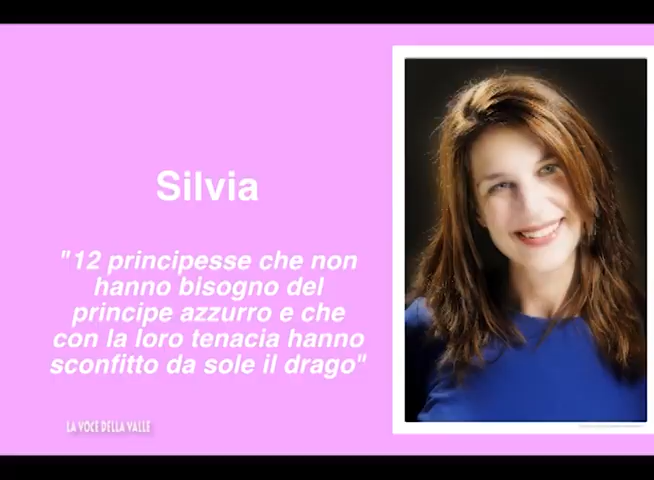 Silvia
"12 principesse che non
hanno bisogno del
principe azzurro e che
con la loro tenacia hanno
sconfitto da sole il drago"
LA VOCE DELLA VALLE